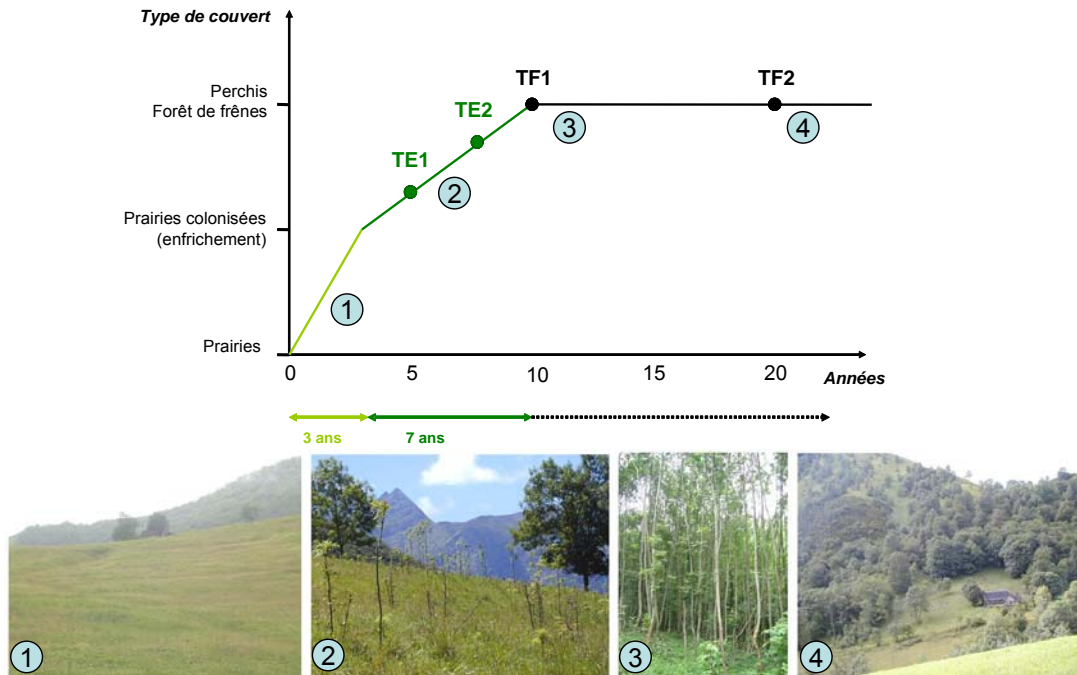 Type de couvert
TF1
TF2
Perchis
Forêt de frênes
TE2
3
4
TE1
2
Prairies colonisées
(enfrichement)
1
Prairies
0
5
10
15
20
Années
3 ans
7 ans
1
2
3
4